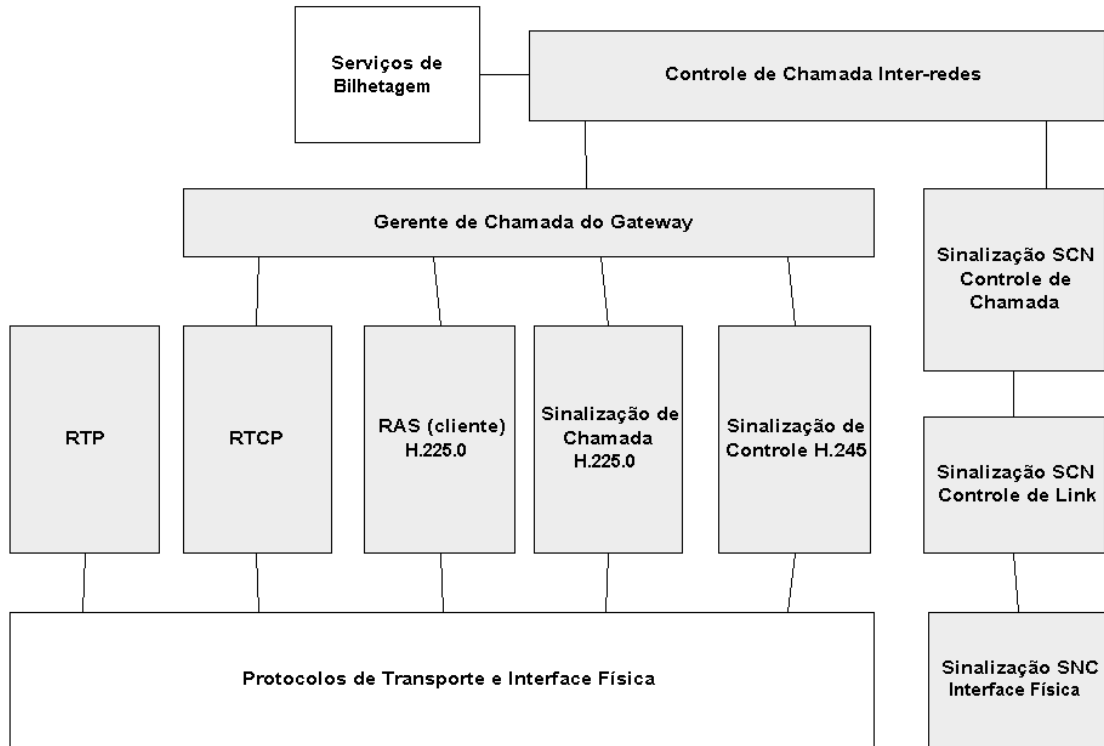 Serviços de
Bilhetagem
Controle de Chamada Inter-redes
Gerente de Chamada do Gateway
Sinalização SCN
Controle de
Chamada
RTP
RTCP
RAS (cliente)
H.225.0
Sinalização de
Chamada
H.225.0
Sinalização de
Controle H.245
Sinalização SCN
Controle de Link
Protocolos de Transporte e Interface Física
Sinalização SNC
Interface Física